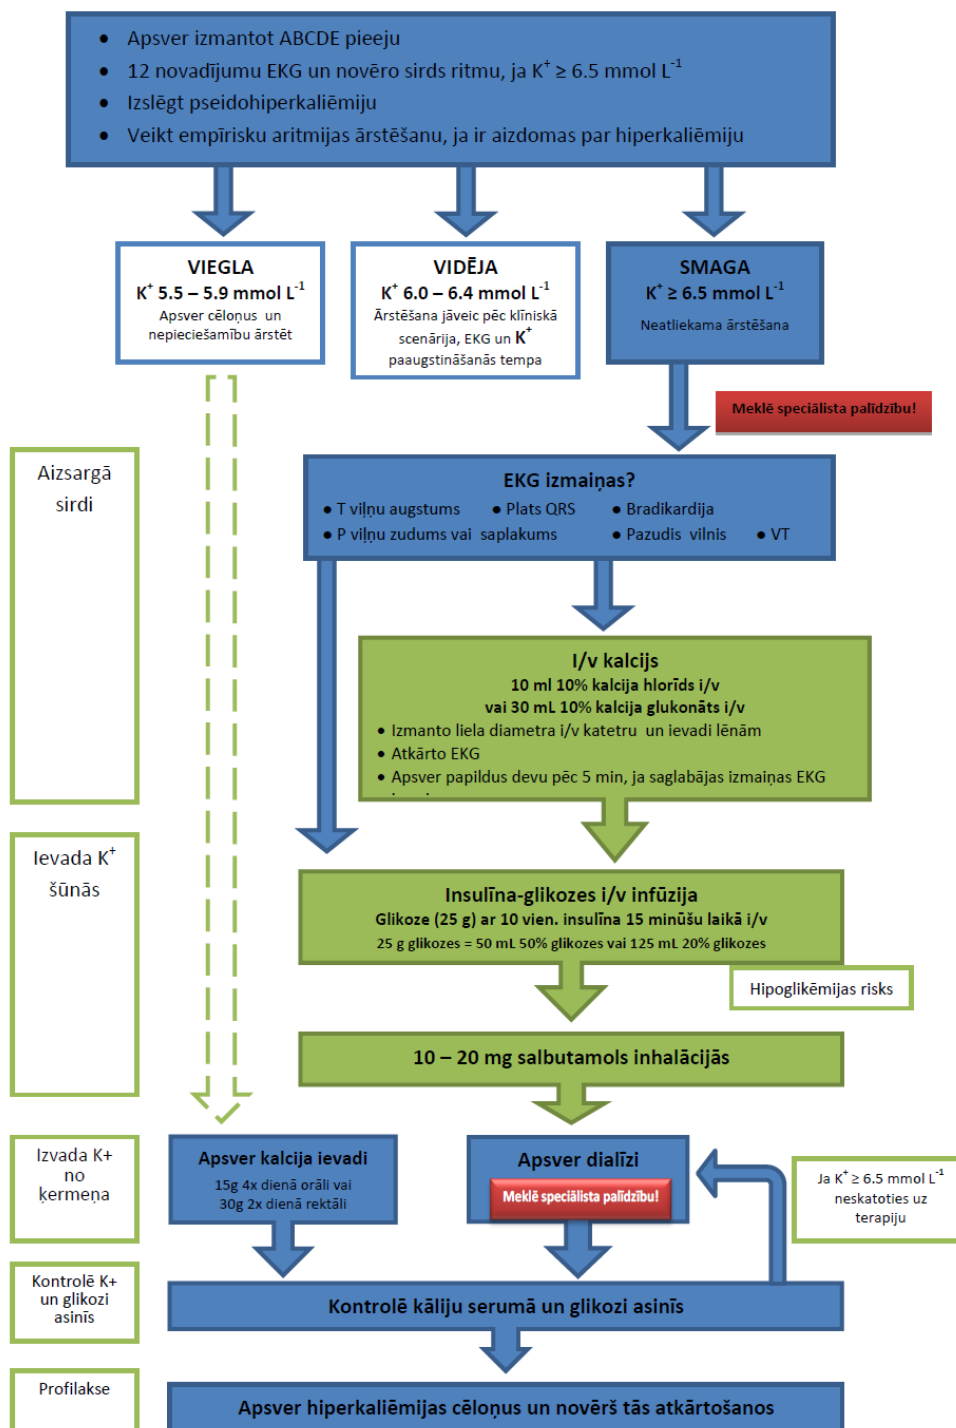 • Apsver izmantot ABCDE pieeju
• 12 novadījumu EKG un novēro sirds ritmu, ja K⁺ ≥ 6.5 mmol L⁻¹
• Izslēgt pseidohiperkaliēmiju
• Veikt empīrisku aritmijas ārstēšanu, ja ir aizdomas par hiperkaliēmiju
VIEGLA
K⁺ 5.5 – 5.9 mmol L⁻¹
Apsver cēloņus un
nepieciešamību ārstēt
VIDĒJA
K⁺ 6.0 – 6.4 mmol L⁻¹
Ārstēšana jāveic pēc klīniskā
scenārija, EKG un K⁺
paaugstināšanās tempa
SMAGA
K⁺ ≥ 6.5 mmol L⁻¹
Neatliekama ārstēšana
Meklē speciālista palīdzību!
Aizsargā
sirdi
EKG izmaiņas?
• T viļņu augstums • Plats QRS • Bradikardija
• P viļņu zudums vai saplakums • Pazudis vilnis • VT
I/v kalcijs
10 ml 10% kalcija hlorīds i/v
vai 30 mL 10% kalcija glukonāts i/v
• Izmanto liela diametra i/v katetru un ievadi lēnām
• Atkārto EKG
• Apsver papildus devu pēc 5 min, ja saglabājas izmaiņas EKG
Ievada K⁺
šūnās
Insulīna-glikozes i/v infūzija
Glikoze (25 g) ar 10 vien. insulīna 15 minūšu laikā i/v
25 g glikozes = 50 mL 50% glikozes vai 125 mL 20% glikozes
Hipoglikēmijas risks
10 – 20 mg salbutamols inhalācijās
Izvada K+
no
ķermeņa
Apsver kalcija ievadi
15g 4x dienā orāli vai
30g 2x dienā rektāli
Apsver dialīzi
Meklē speciālista palīdzību!
Ja K⁺ ≥ 6.5 mmol L⁻¹
neskatoties uz
terapiju
Kontrolē K+
un glikozi
asinīs
Kontrolē kāliju serumā un glikozi asinīs
Profilakse
Apsver hiperkaliēmijas cēloņus un novērš tās atkārtošanos